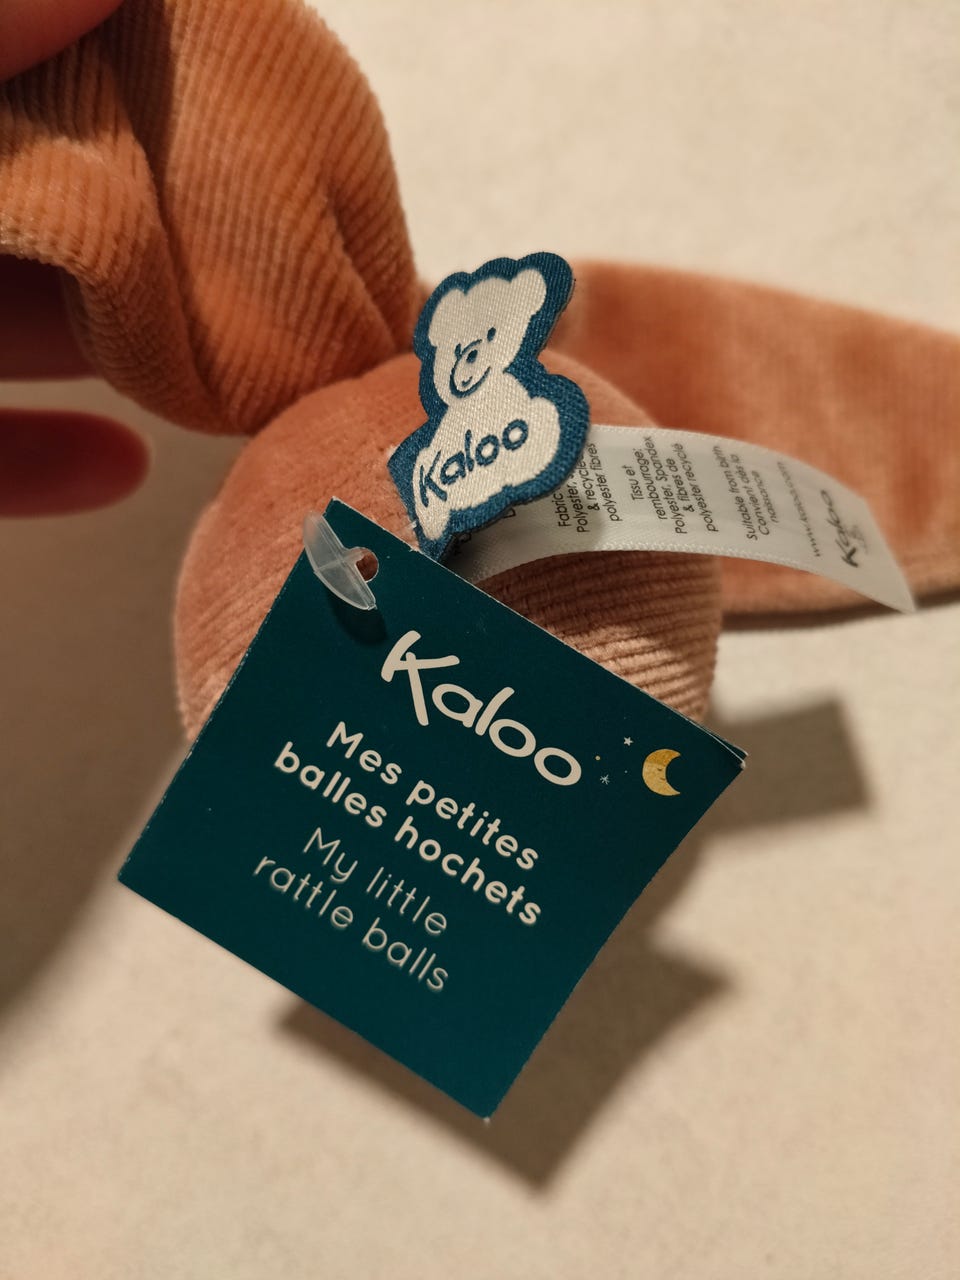 Kaloo
Fabric
Polyester,
& recycled
polyester fibres
Tissu et
rembourrage:
Polyester, Spandex
& fibres de
polyester recyclé
Suitable from birth
Convient dès la
naissance
www.kaloo.com
Kaloo
Kaloo
Mes petites
balles hochets
My little
rattle balls